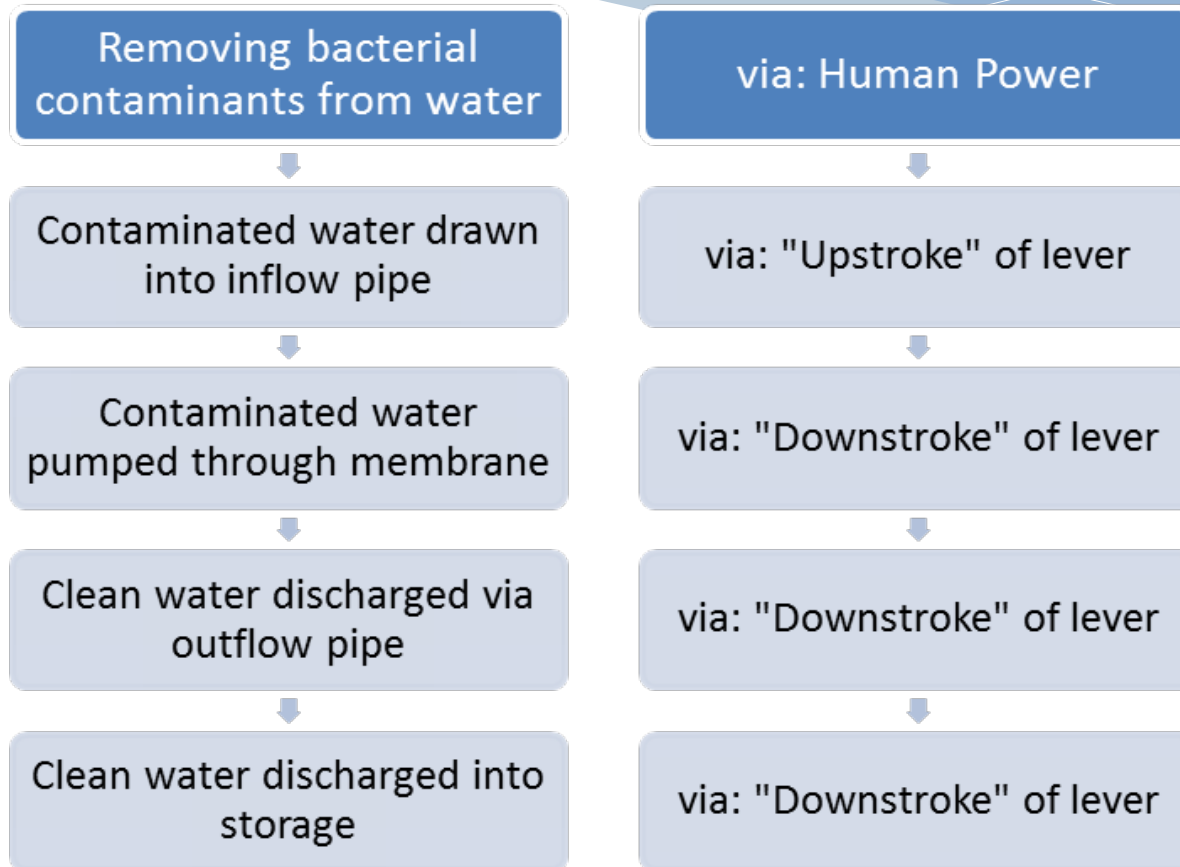 Removing bacterial
contaminants from water
via: Human Power
Contaminated water drawn
into inflow pipe
via: "Upstroke" of lever
Contaminated water
pumped through membrane
via: "Downstroke" of lever
Clean water discharged via
outflow pipe
via: "Downstroke" of lever
Clean water discharged into
storage
via: "Downstroke" of lever